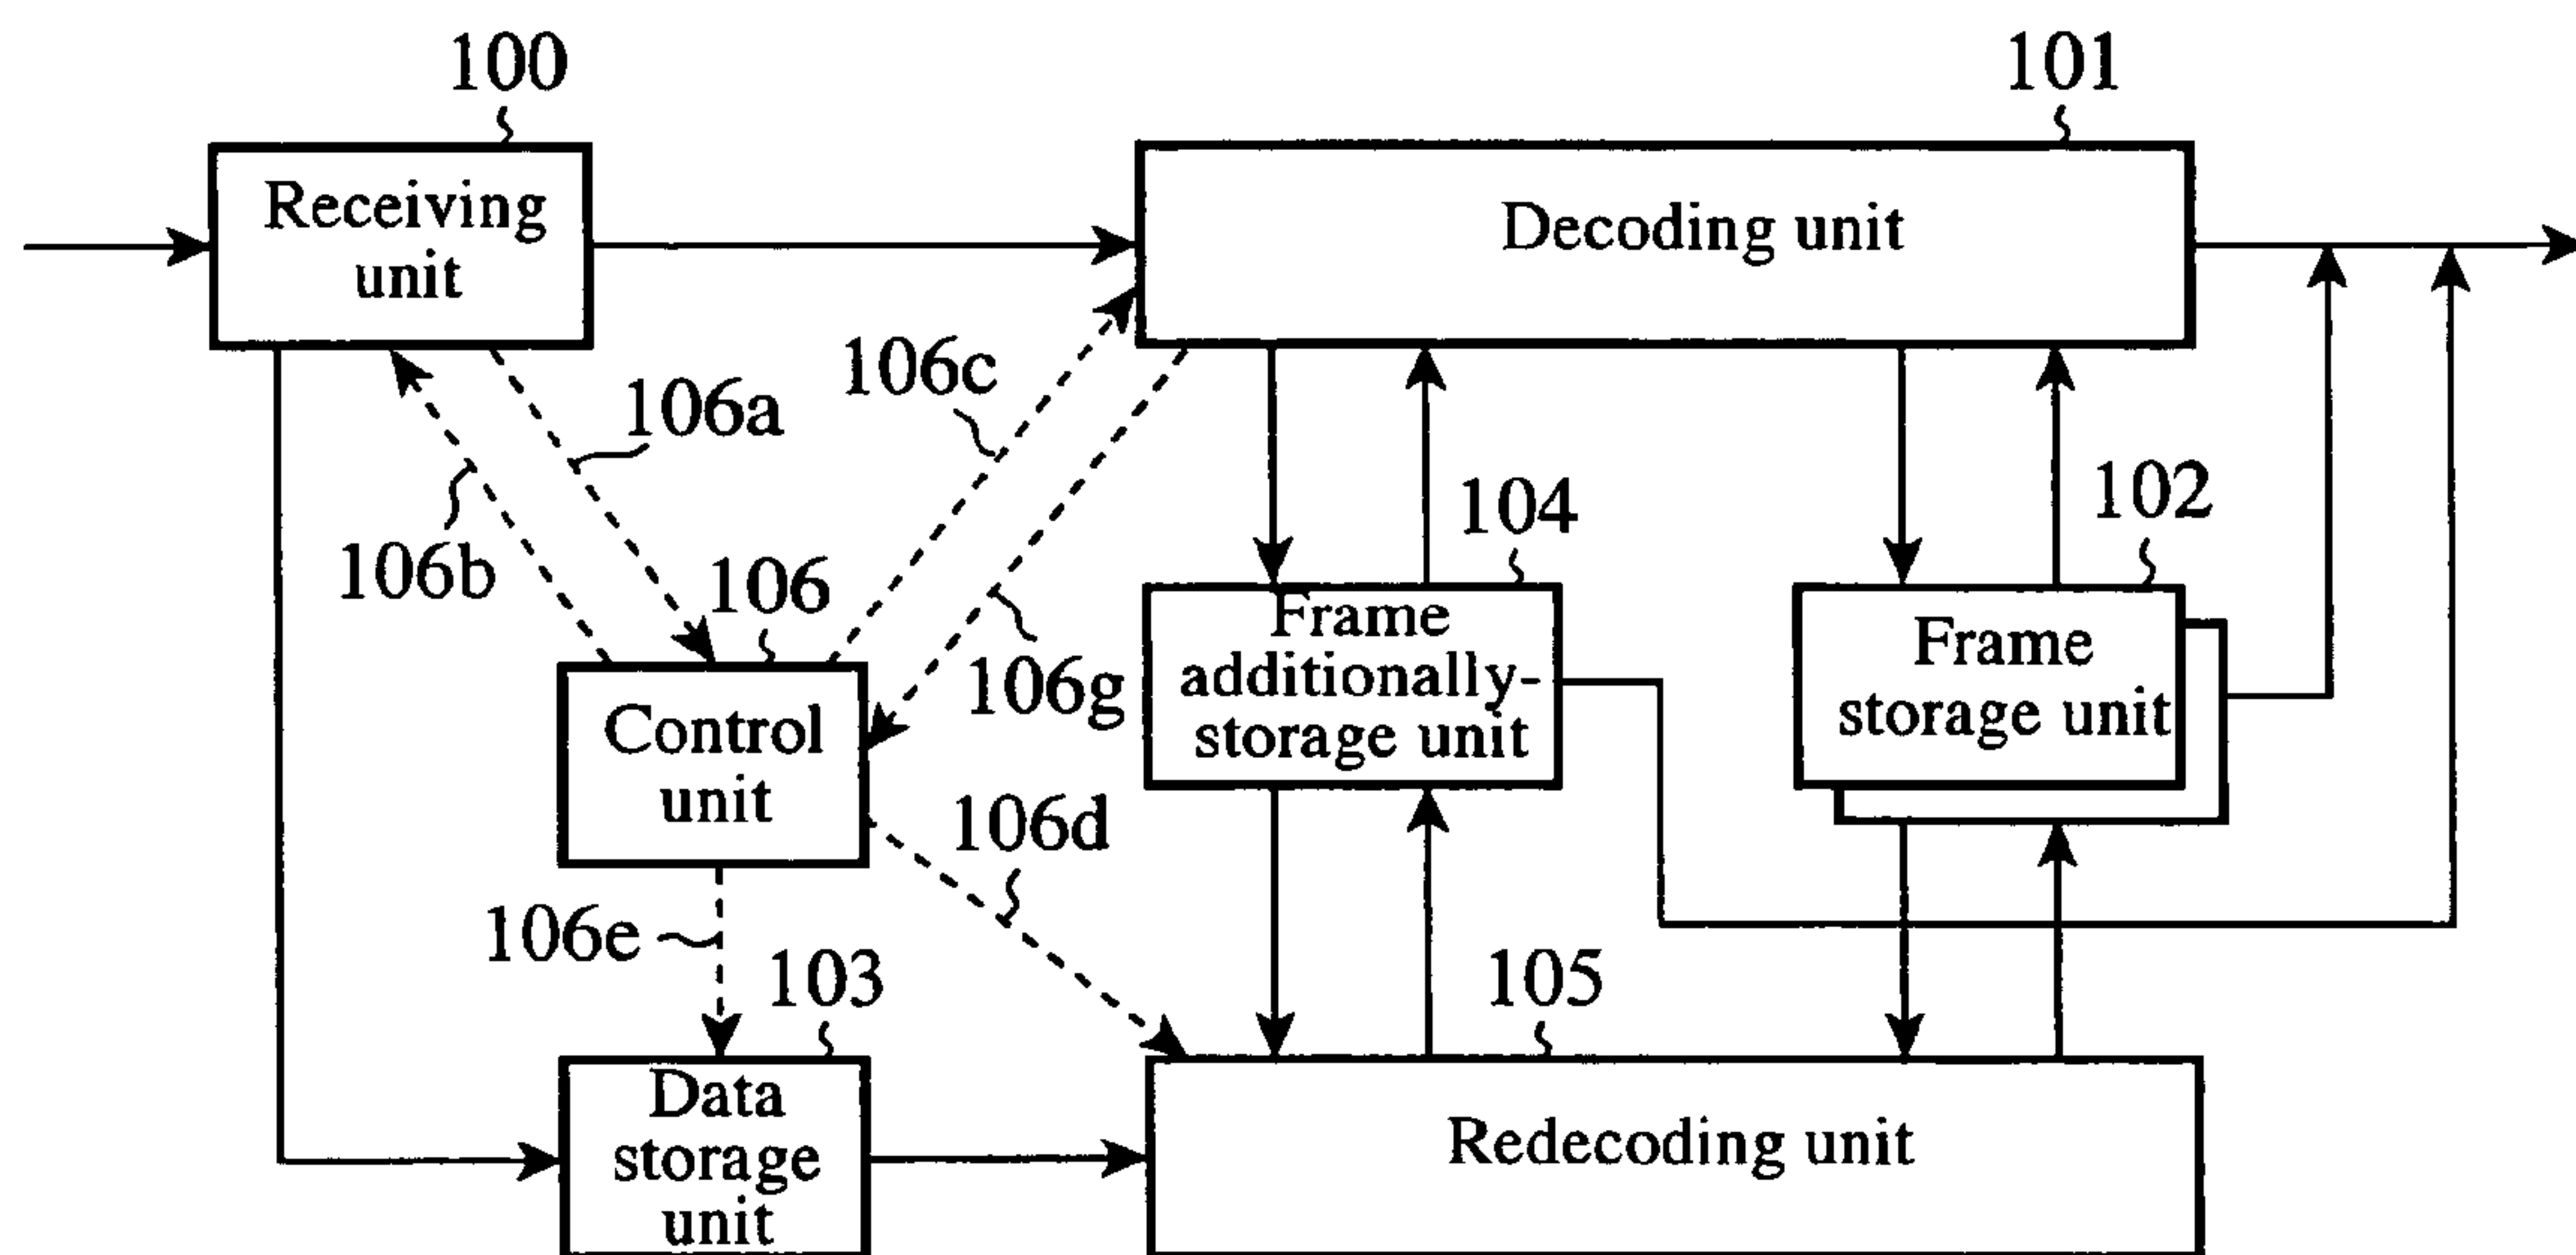 100
101
Receiving
unit
Decoding unit
106c
106a
102
104
106b
106
Frame
additionally-
storage unit
Frame
storage unit
106g
Control
unit
106d
106e
103
105
Data
storage
unit
Redecoding unit